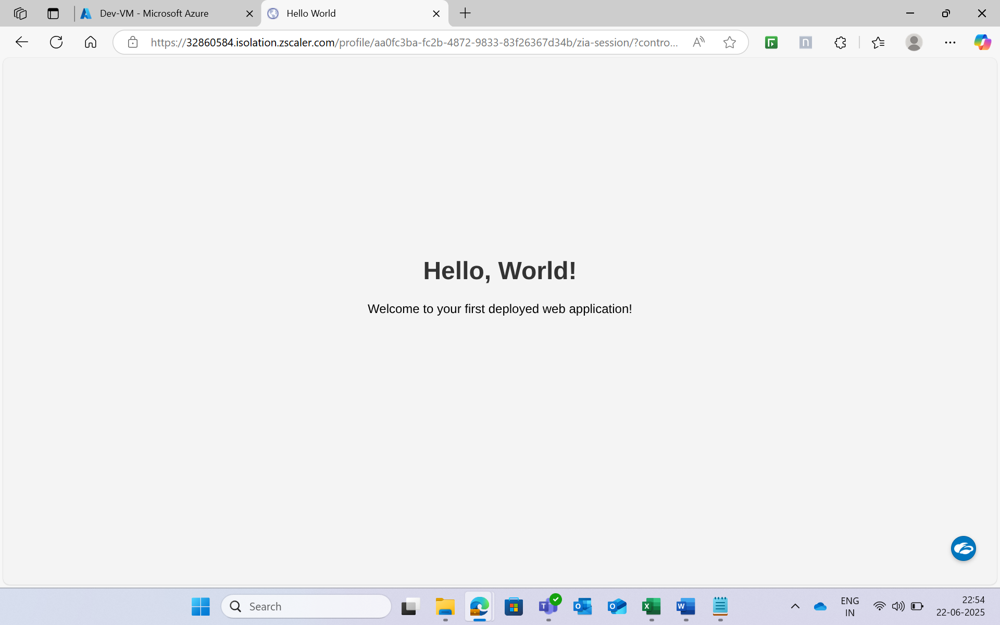 Dev-VM - Microsoft Azure
Hello World
https://32860584.isolation.zscaler.com/profile/aa0fc3ba-fc2b-4872-9833-83f26367d34b/zia-session/?contro...
Hello, World!
Welcome to your first deployed web application!
Search
ENG
IN
22:54
22-06-2025